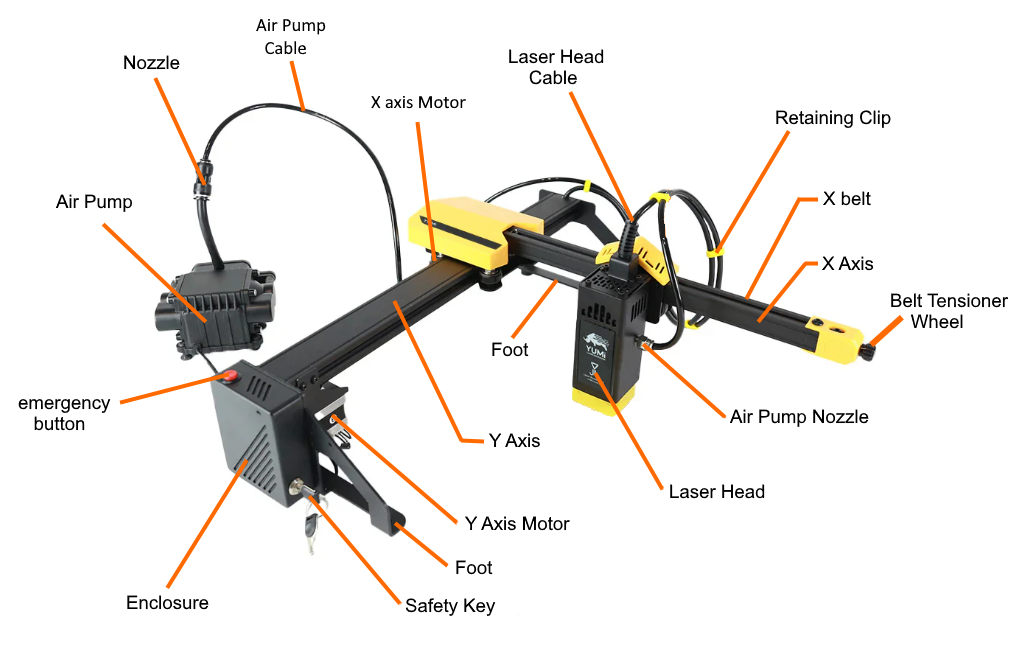 Air Pump
Cable
Nozzle
Laser Head
Cable
X axis Motor
Retaining Clip
Air Pump
X belt
X Axis
Belt Tensioner
Wheel
Foot
YUMi
emergency
button
Air Pump Nozzle
Y Axis
Laser Head
Y Axis Motor
Foot
Enclosure
Safety Key